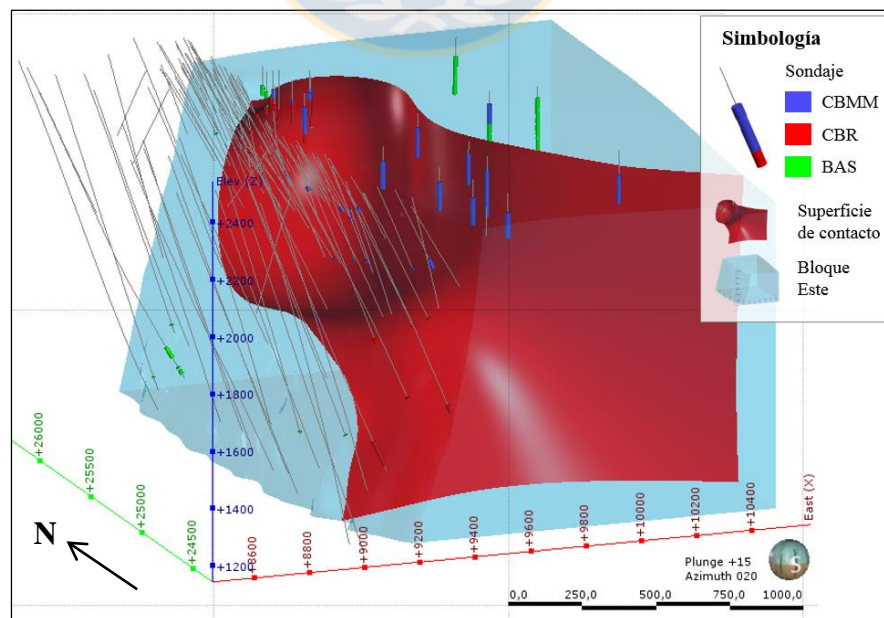 Simbología
Sondaje
CBMM
CBR
BAS
Superficie
de contacto
Bloque
Este
Elev (Z)
+2400
+2200
+2000
+1800
+1600
+1400
+1200
+26000
+25500
+25000
+24500
N
+8600
+8800
+9000
+9200
+9400
+9600
+9800
+10000
+10200
+10400
East (X)
Plunge +15
Azimuth 020
S
0,0
250,0
500,0
750,0
1000,0